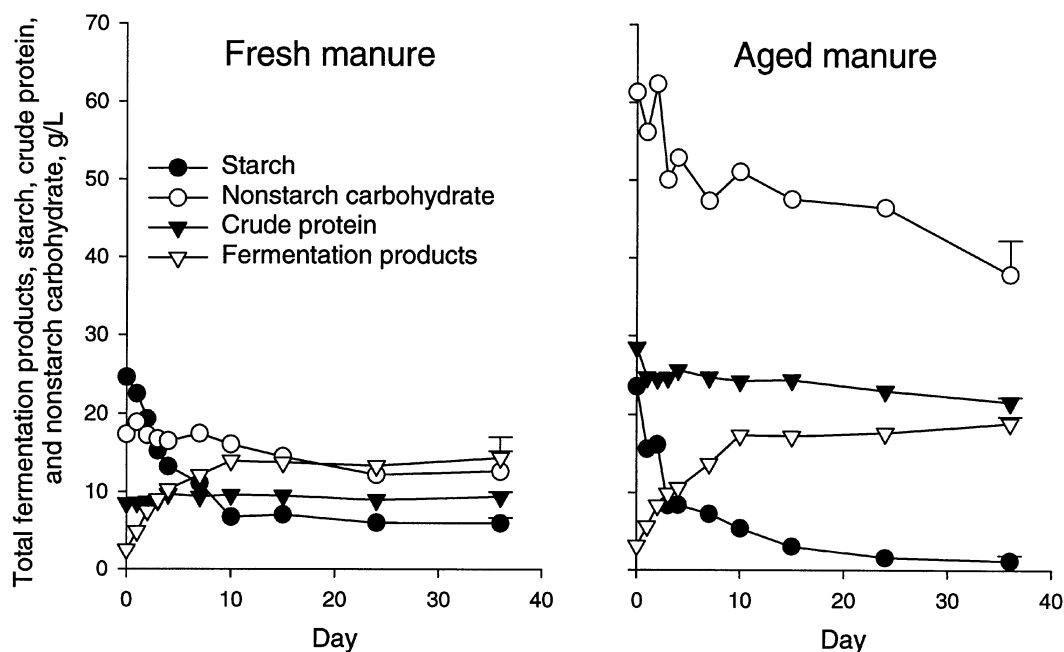 Total fermentation products, starch, crude protein,
and nonstarch carbohydrate, g/L
70
60
50
40
30
20
10
0
Fresh manure
Starch
Nonstarch carbohydrate
Crude protein
Fermentation products
0 10 20 30 40
Day
Aged manure
0 10 20 30 40
Day